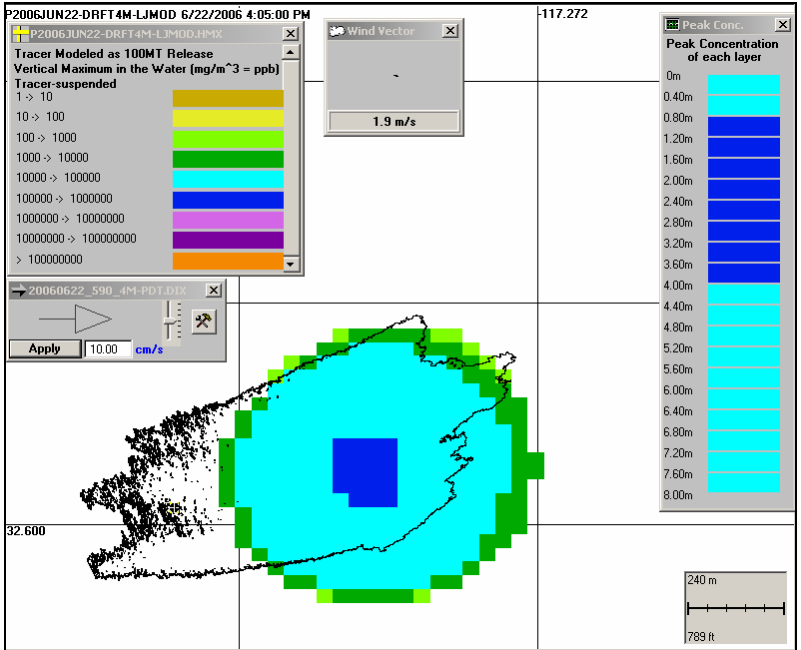 P2006JUN22-DRFT4M-LJMOD 6/22/2006 4:05:00 PM
-117.272
P2006JUN22-DRFT4M-LJMOD.HMX
Tracer Modeled as 100MT Release
Vertical Maximum in the Water (mg/m^3 = ppb)
Tracer-suspended
1 -> 10
10 -> 100
100 -> 1000
1000 -> 10000
10000 -> 100000
100000 -> 1000000
1000000 -> 10000000
10000000 -> 100000000
> 100000000
Wind Vector
1.9 m/s
Peak Conc.
Peak Concentration
of each layer
0m
0.40m
0.80m
1.20m
1.60m
2.00m
2.40m
2.80m
3.20m
3.60m
4.00m
4.40m
4.80m
5.20m
5.60m
6.00m
6.40m
6.80m
7.20m
7.60m
8.00m
20060622_590_4M-PDT.DIX
Apply 10.00 cm/s
32.600
240 m
789 ft